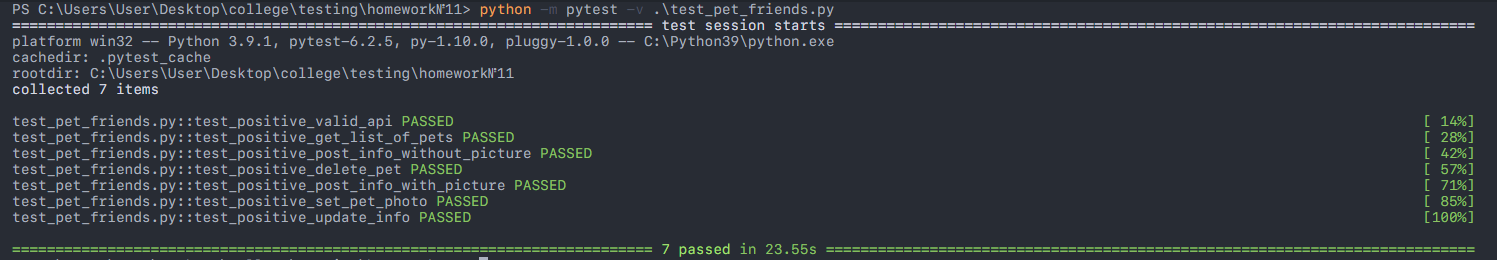 PS C:\Users\User\Desktop\college\testing\homework№11> python -m pytest -v .\test_pet_friends.py
============================================================================= test session starts =============================================================================
platform win32 -- Python 3.9.1, pytest-6.2.5, py-1.10.0, pluggy-1.0.0 -- C:\Python39\python.exe
cachedir: .pytest_cache
rootdir: C:\Users\User\Desktop\college\testing\homework№11
collected 7 items
test_pet_friends.py::test_positive_valid_api PASSED [ 14%]
test_pet_friends.py::test_positive_get_list_of_pets PASSED [ 28%]
test_pet_friends.py::test_positive_post_info_without_picture PASSED [ 42%]
test_pet_friends.py::test_positive_delete_pet PASSED [ 57%]
test_pet_friends.py::test_positive_post_info_with_picture PASSED [ 71%]
test_pet_friends.py::test_positive_set_pet_photo PASSED [ 85%]
test_pet_friends.py::test_positive_update_info PASSED [100%]
============================================================================= 7 passed in 23.55s ==============================================================================